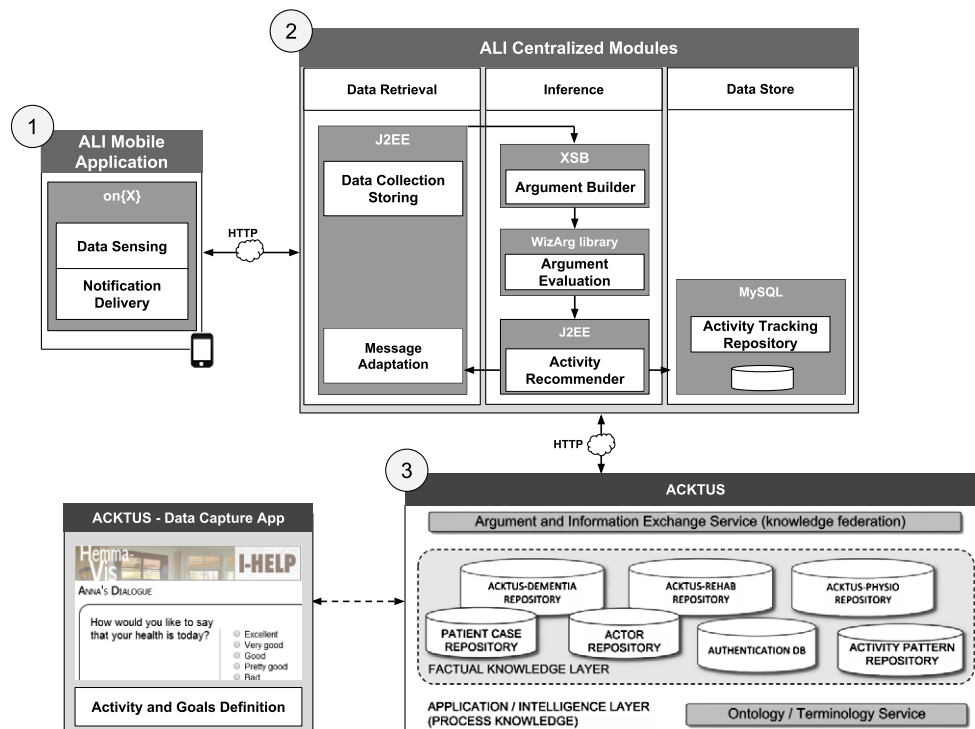 1
ALI Mobile
Application
on{X}
Data Sensing
Notification
Delivery
HTTP
2
ALI Centralized Modules
Data Retrieval
Inference
Data Store
J2EE
Data Collection
Storing
Message
Adaptation
XSB
Argument Builder
WizArg library
Argument
Evaluation
J2EE
Activity
Recommender
MySQL
Activity Tracking
Repository
HTTP
3
ACKTUS
Argument and Information Exchange Service (knowledge federation)
ACKTUS-DEMENTIA
REPOSITORY
ACKTUS-REHAB
REPOSITORY
ACKTUS-PHYSIO
REPOSITORY
PATIENT CASE
REPOSITORY
ACTOR
REPOSITORY
AUTHENTICATION DB
ACTIVITY PATTERN
REPOSITORY
FACTUAL KNOWLEDGE LAYER
APPLICATION / INTELLIGENCE LAYER
(PROCESS KNOWLEDGE)
Ontology / Terminology Service
ACKTUS - Data Capture App
Hemma-
Vis
I-HELP
ANNA'S DIALOGUE
How would you like to say
that your health is today?
Excellent
Very good
Good
Pretty good
Bad
Activity and Goals Definition